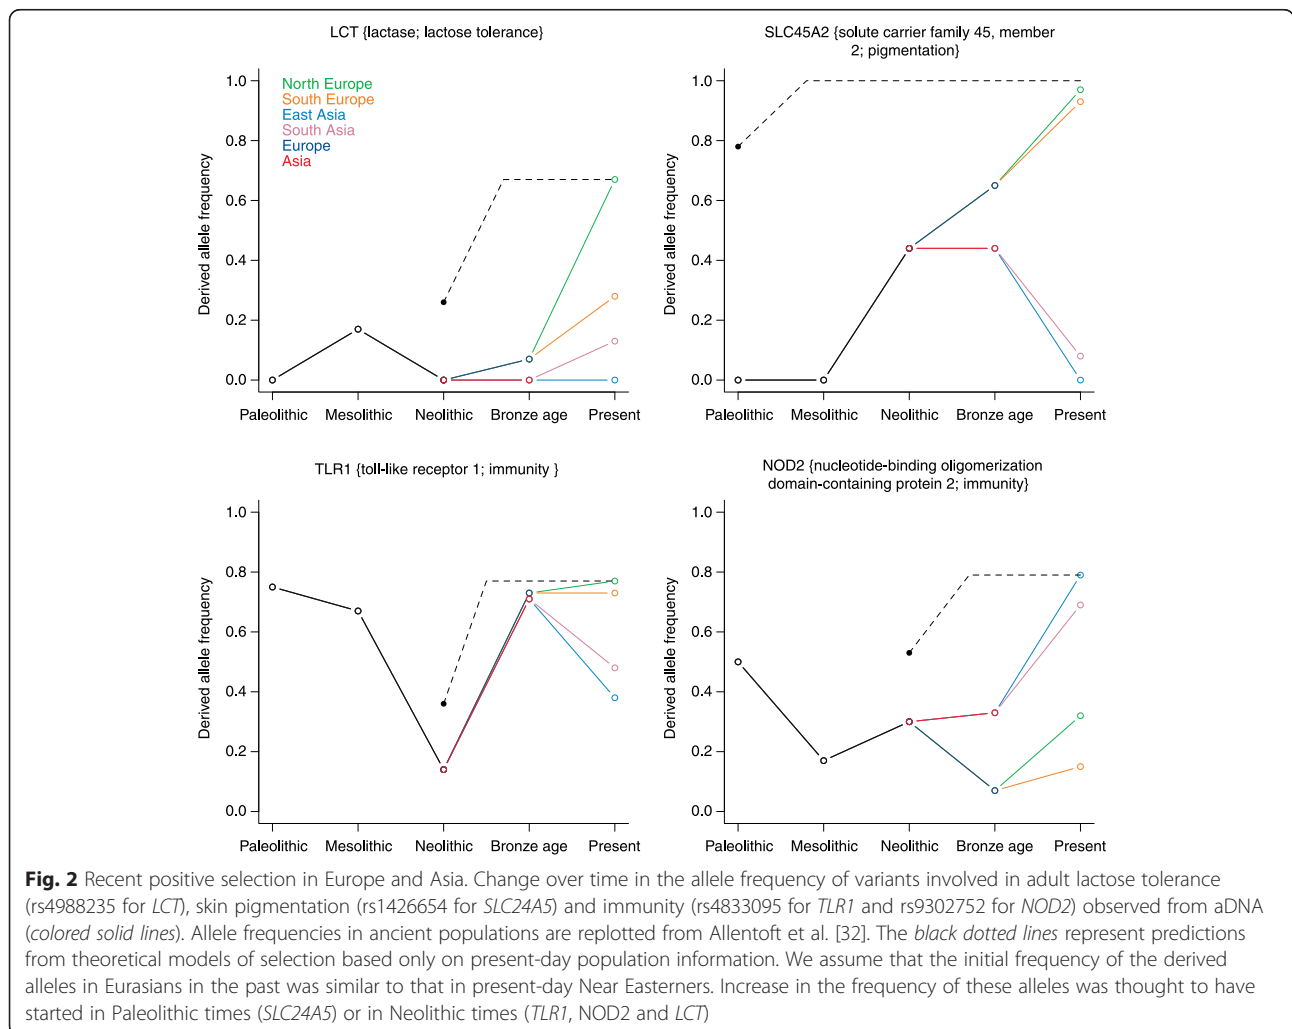 LCT {lactase; lactose tolerance}
1.0
0.8
0.6
0.4
0.2
0.0
Derived allele frequency
North Europe
South Europe
East Asia
South Asia
Europe
Asia
Paleolithic Mesolithic Neolithic Bronze age Present
SLC45A2 {solute carrier family 45, member
2; pigmentation}
1.0
0.8
0.6
0.4
0.2
0.0
Derived allele frequency
Paleolithic Mesolithic Neolithic Bronze age Present
TLR1 {toll-like receptor 1; immunity }
1.0
0.8
0.6
0.4
0.2
0.0
Derived allele frequency
Paleolithic Mesolithic Neolithic Bronze age Present
NOD2 {nucleotide-binding oligomerization
domain-containing protein 2; immunity}
1.0
0.8
0.6
0.4
0.2
0.0
Derived allele frequency
Paleolithic Mesolithic Neolithic Bronze age Present
Fig. 2 Recent positive selection in Europe and Asia. Change over time in the allele frequency of variants involved in adult lactose tolerance
(rs4988235 for LCT), skin pigmentation (rs1426654 for SLC24A5) and immunity (rs4833095 for TLR1 and rs9302752 for NOD2) observed from aDNA
(colored solid lines). Allele frequencies in ancient populations are replotted from Allentoft et al. [32]. The black dotted lines represent predictions
from theoretical models of selection based only on present-day population information. We assume that the initial frequency of the derived
alleles in Eurasians in the past was similar to that in present-day Near Easterners. Increase in the frequency of these alleles was thought to have
started in Paleolithic times (SLC24A5) or in Neolithic times (TLR1, NOD2 and LCT)